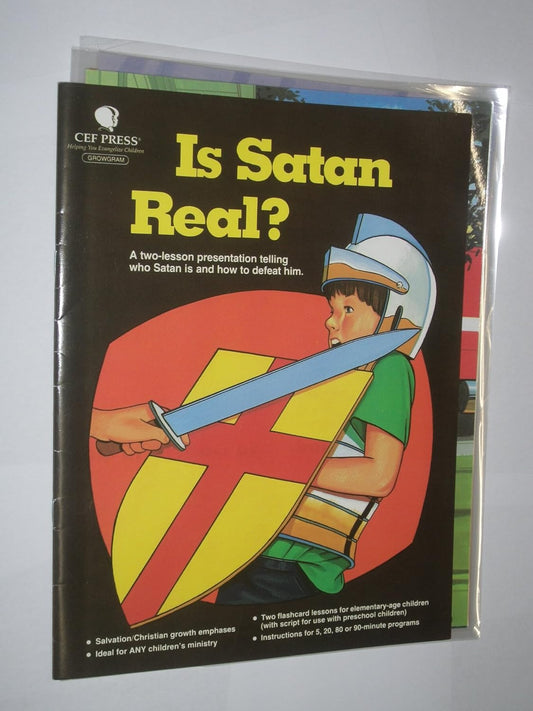 CEF PRESS®
Helping You Evangelize Children
GROWGRAM
Is Satan
Real?
A two-lesson presentation telling
who Satan is and how to defeat him.
• Salvation/Christian growth emphases
• Ideal for ANY children's ministry
• Two flashcard lessons for elementary-age children
(with script for use with preschool children)
• Instructions for 5, 20, 80 or 90-minute programs